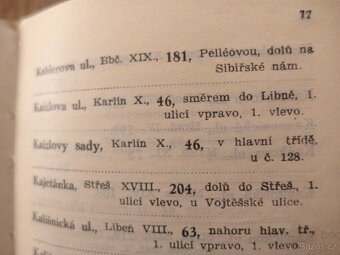 77
Kahlerova ul., Bbč. XIX., 181, Pelléovou, dolů na
Sibiřské nám.
Kaizlova ul., Karlín X., 46, směrem do Libně, 1.
ulicí vpravo, 1. vlevo.
Kaizlovy sady, Karlín X., 46, v hlavní třídě,
u č. 128.
Kajetánka, Střeš. XVIII., 204, dolů do Střeš., 1.
ulicí vlevo, u Vojtěšské ulice.
Kališnická ul., Libeň VIII., 63, nahoru hlav. tř.,
1. ulicí vpravo, 1. vlevo.